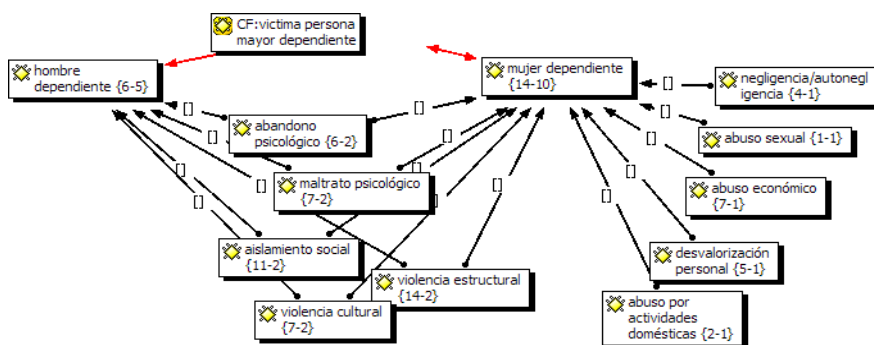 CF:victima persona
mayor dependiente
hombre
dependiente {6-5}
mujer dependiente
{14-10}
negligencia/autonegl
igencia {4-1}
[]
[]
[]
abandono
psicológico {6-2}
[]
abuso sexual {1-1}
[]
[]
[]
[]
maltrato psicológico
{7-2}
[]
[]
[]
abuso económico
{7-1}
[]
[]
[]
aislamiento social
{11-2}
desvalorización
personal {5-1}
violencia estructural
{14-2}
[]
violencia cultural
{7-2}
abuso por
actividades
domésticas {2-1}